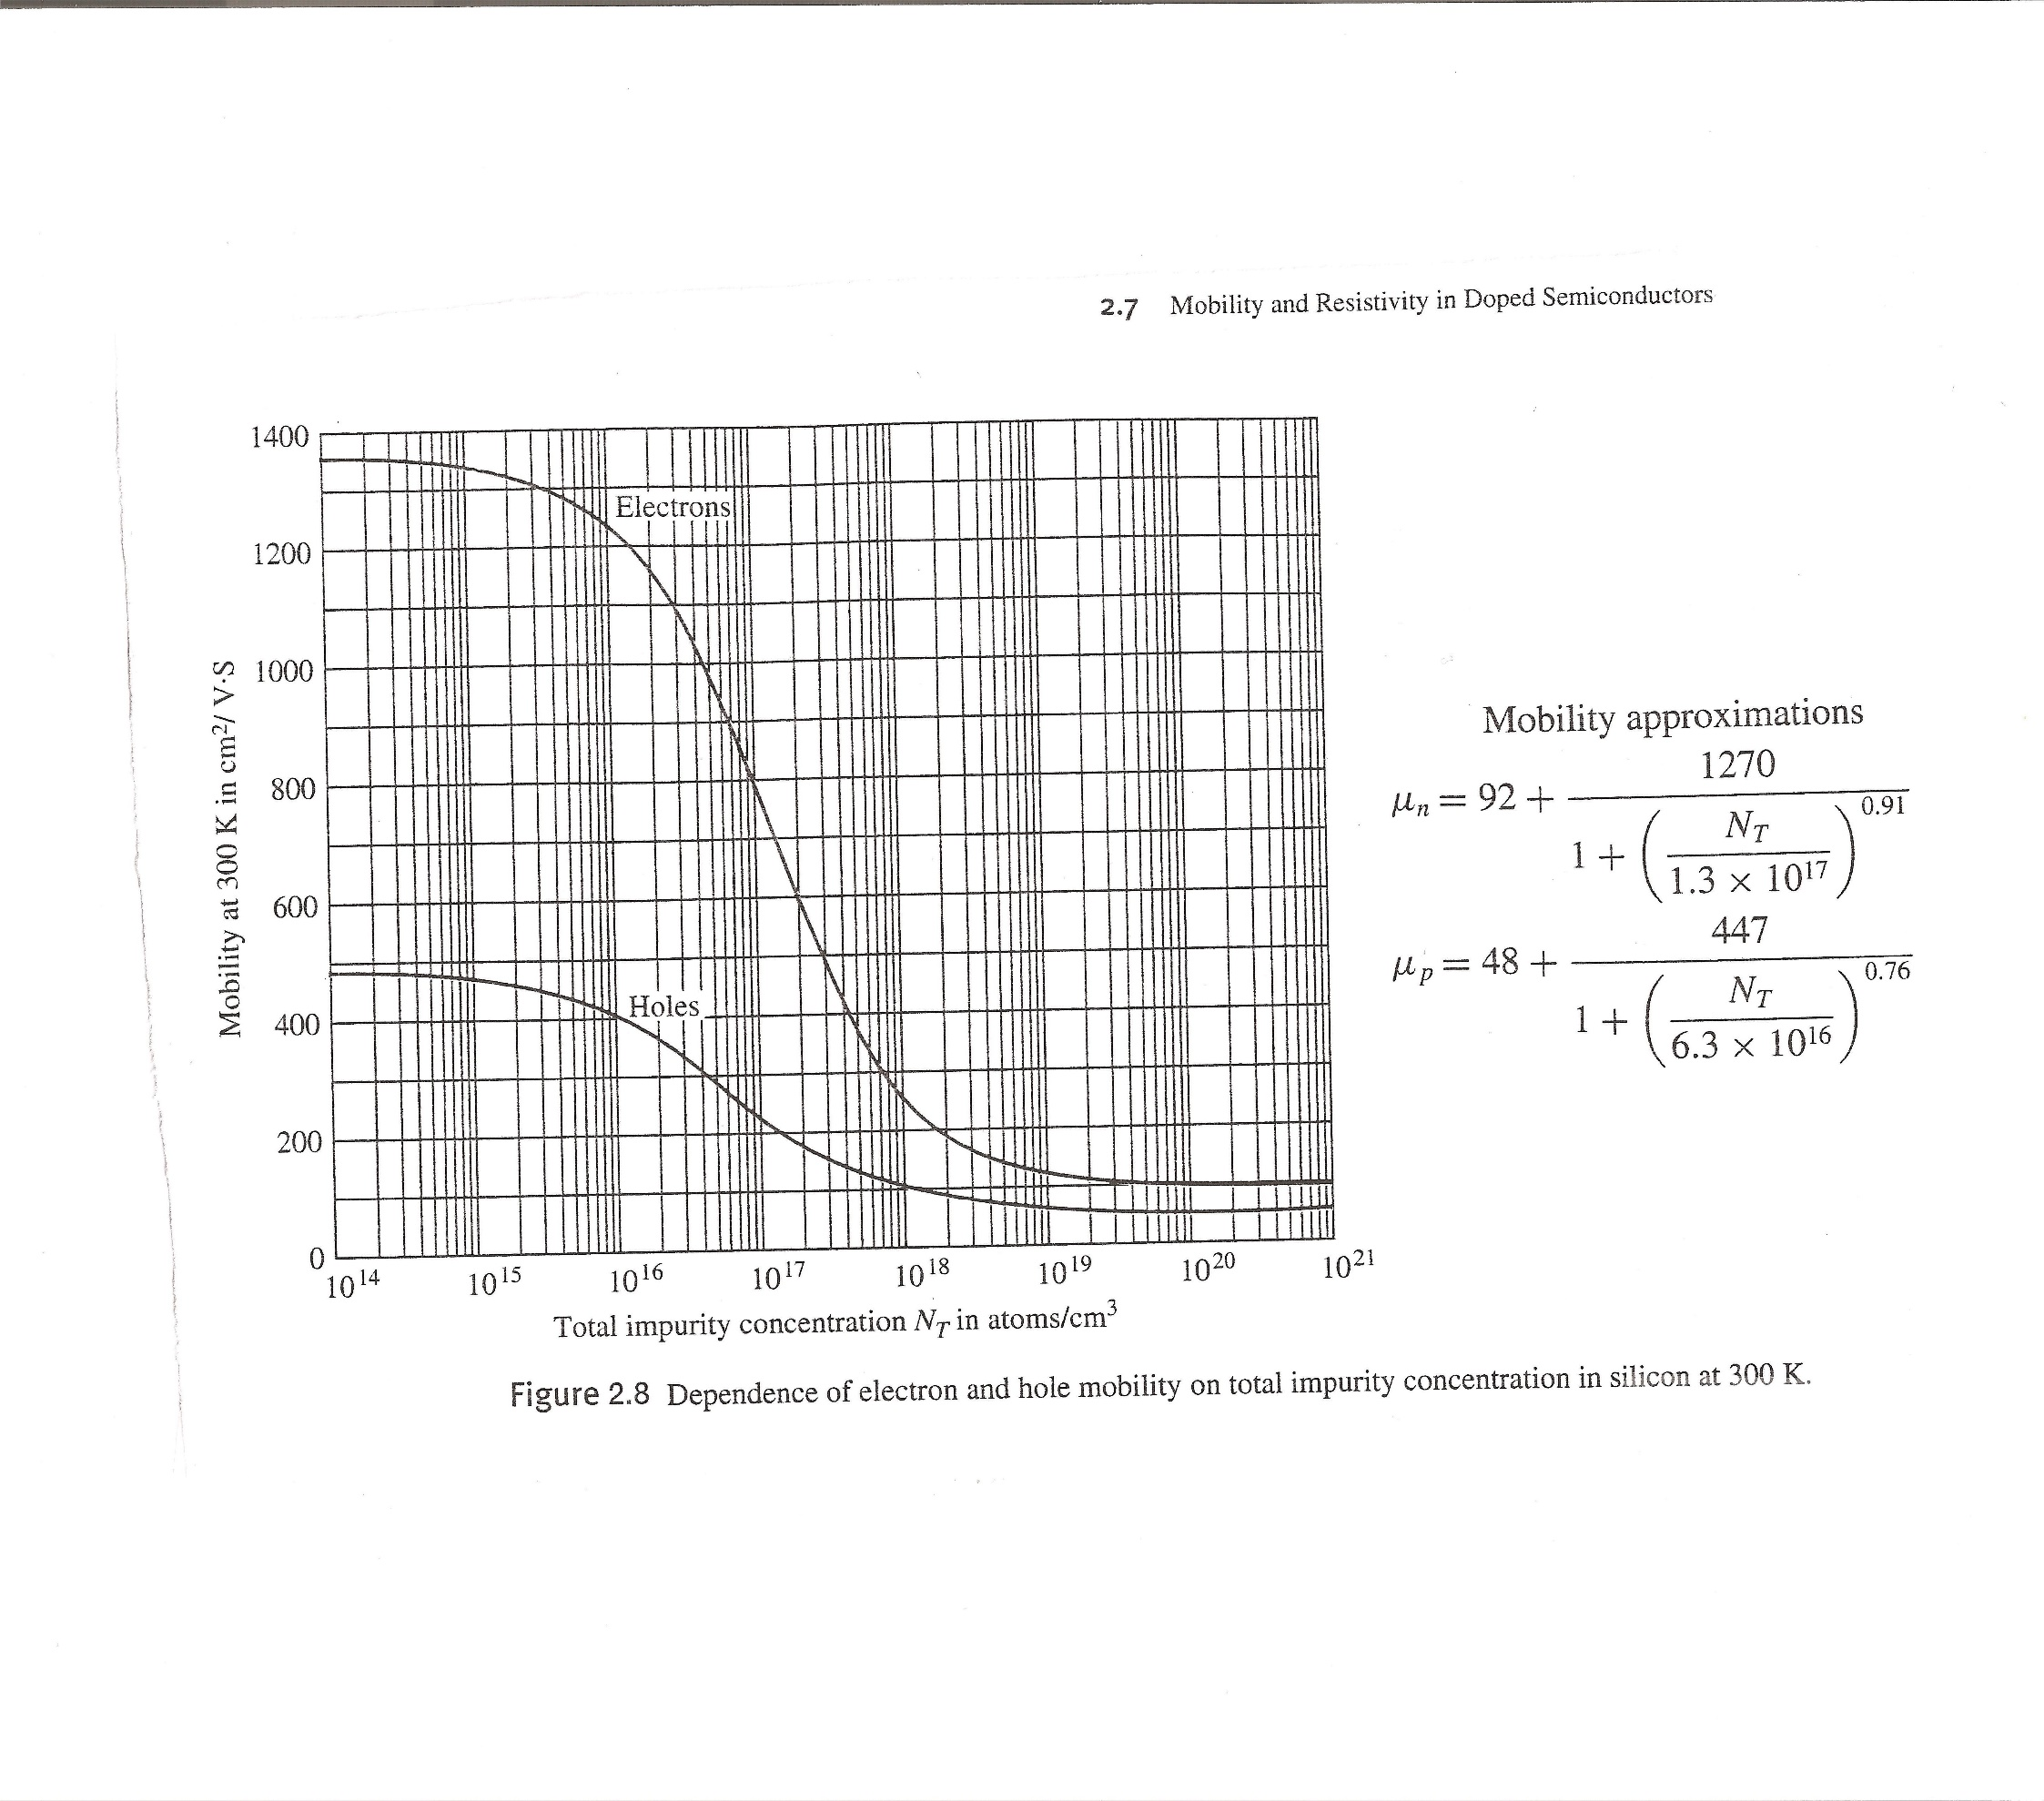 2.7 Mobility and Resistivity in Doped Semiconductors
1400
1200
1000
800
600
400
200
0
Mobility at 300 K in cm²/ V·S
Electrons
Holes
10¹⁴ 10¹⁵ 10¹⁶ 10¹⁷ 10¹⁸ 10¹⁹ 10²⁰ 10²¹
Total impurity concentration N_T in atoms/cm³
Mobility approximations
μ_n = 92 + 1270 / (1 + (N_T / 1.3 × 10¹⁷)^0.91)
μ_p = 48 + 447 / (1 + (N_T / 6.3 × 10¹⁶)^0.76)
Figure 2.8 Dependence of electron and hole mobility on total impurity concentration in silicon at 300 K.